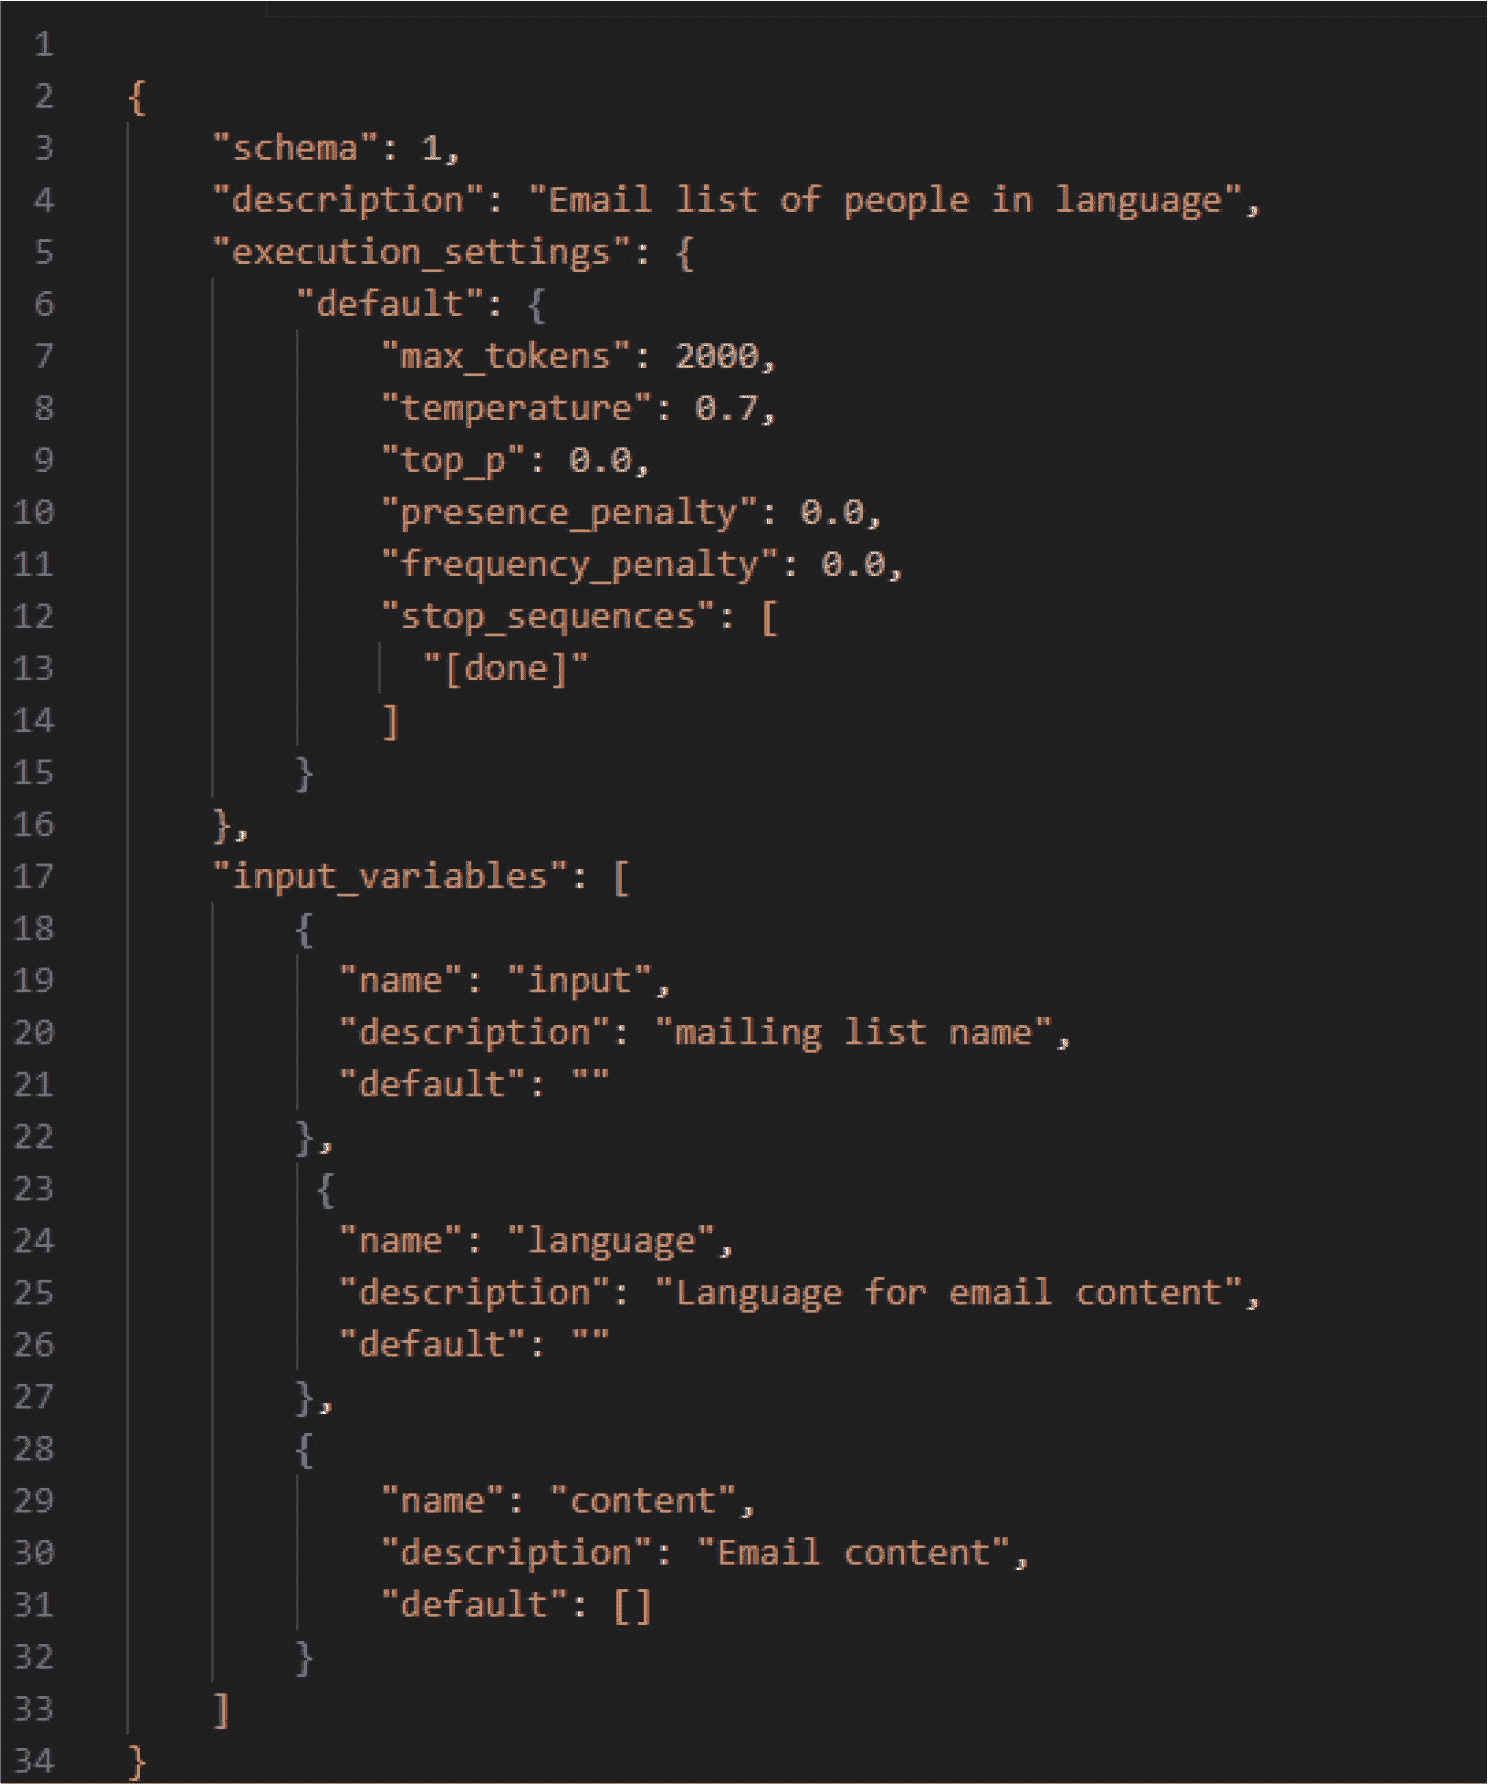 1
2 {
3 "schema": 1,
4 "description": "Email list of people in language",
5 "execution_settings": {
6 "default": {
7 "max_tokens": 2000,
8 "temperature": 0.7,
9 "top_p": 0.0,
10 "presence_penalty": 0.0,
11 "frequency_penalty": 0.0,
12 "stop_sequences": [
13 "[done]"
14 ]
15 }
16 },
17 "input_variables": [
18 {
19 "name": "input",
20 "description": "mailing list name",
21 "default": ""
22 },
23 {
24 "name": "language",
25 "description": "Language for email content",
26 "default": ""
27 },
28 {
29 "name": "content",
30 "description": "Email content",
31 "default": []
32 }
33 ]
34 }